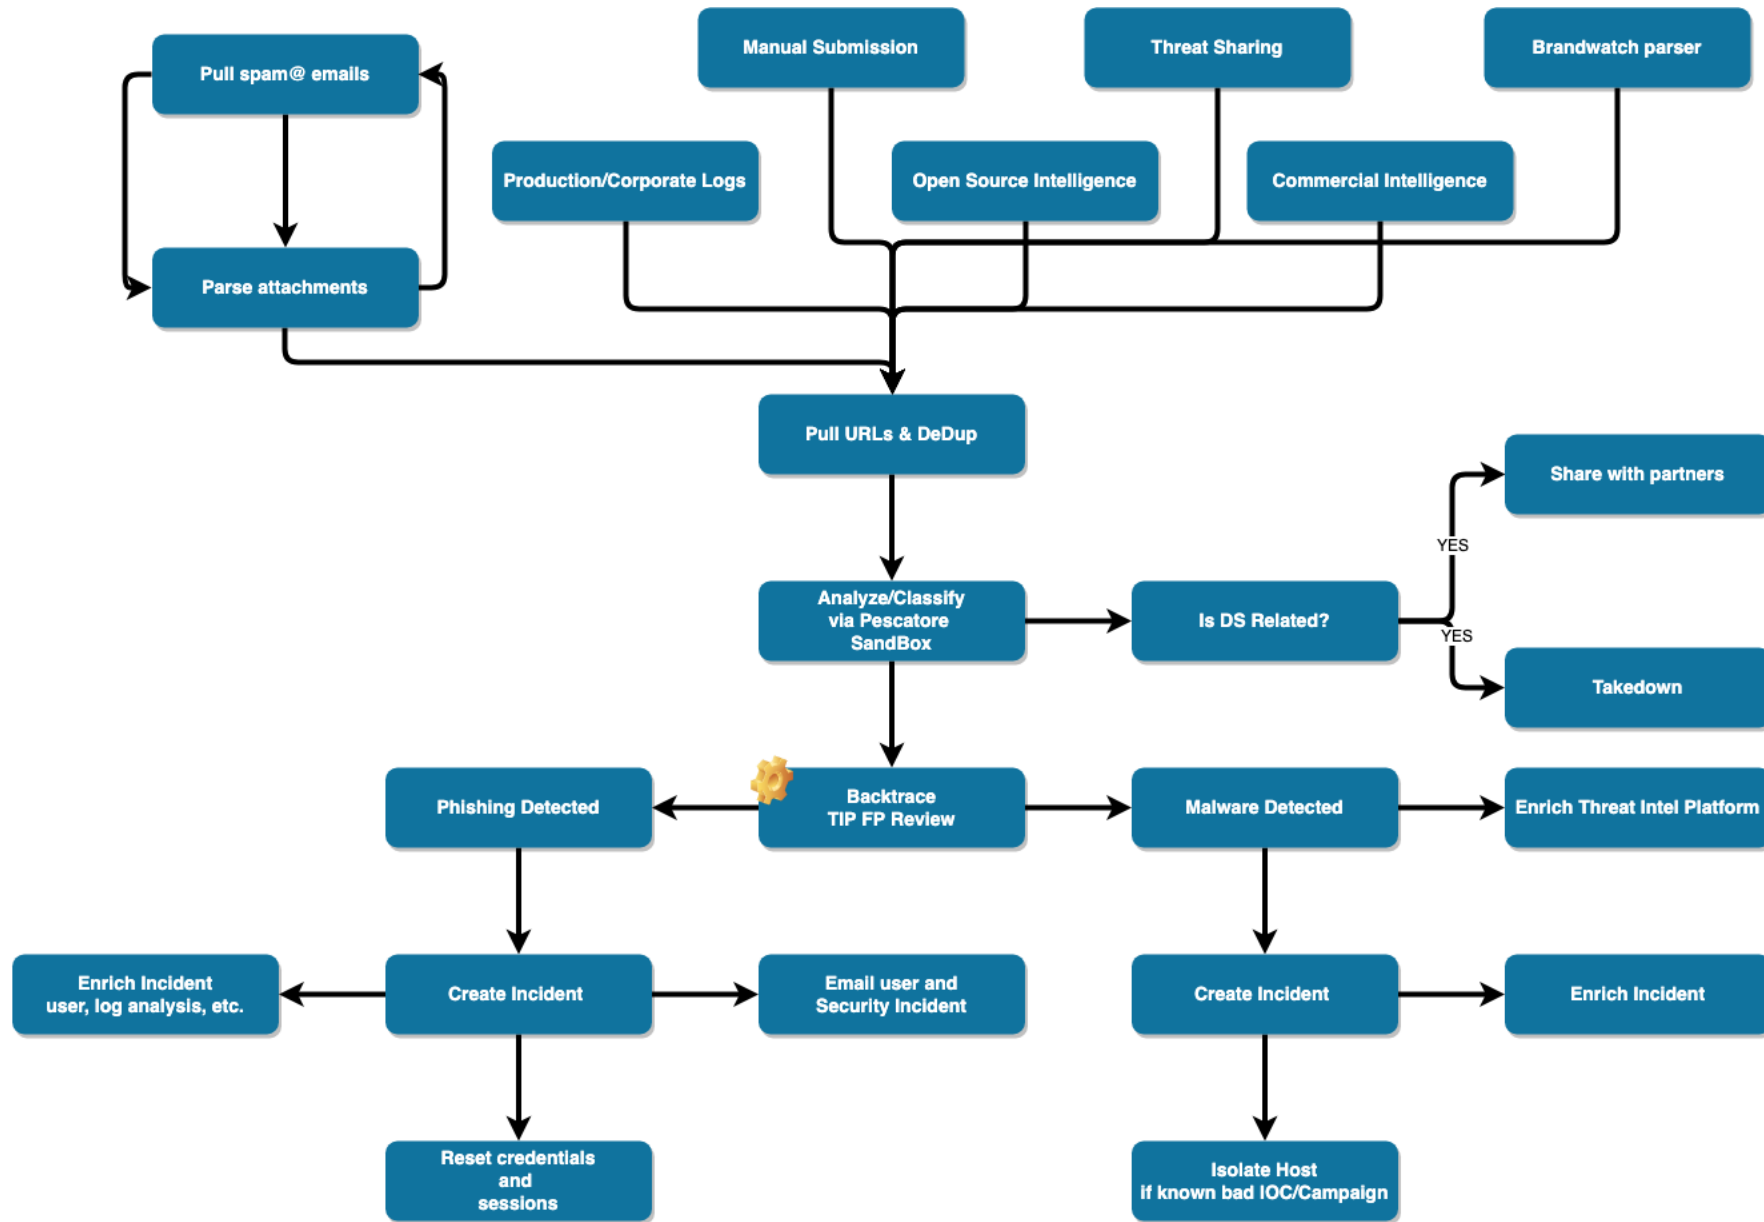 Pull spam@ emails
Manual Submission
Threat Sharing
Brandwatch parser
Production/Corporate Logs
Open Source Intelligence
Commercial Intelligence
Parse attachments
Pull URLs & DeDup
Share with partners
YES
Analyze/Classify
via Pescatore
SandBox
Is DS Related?
YES
Takedown
Phishing Detected
Backtrace
TIP FP Review
Malware Detected
Enrich Threat Intel Platform
Enrich Incident
user, log analysis, etc.
Create Incident
Email user and
Security Incident
Create Incident
Enrich Incident
Reset credentials
and
sessions
Isolate Host
if known bad IOC/Campaign